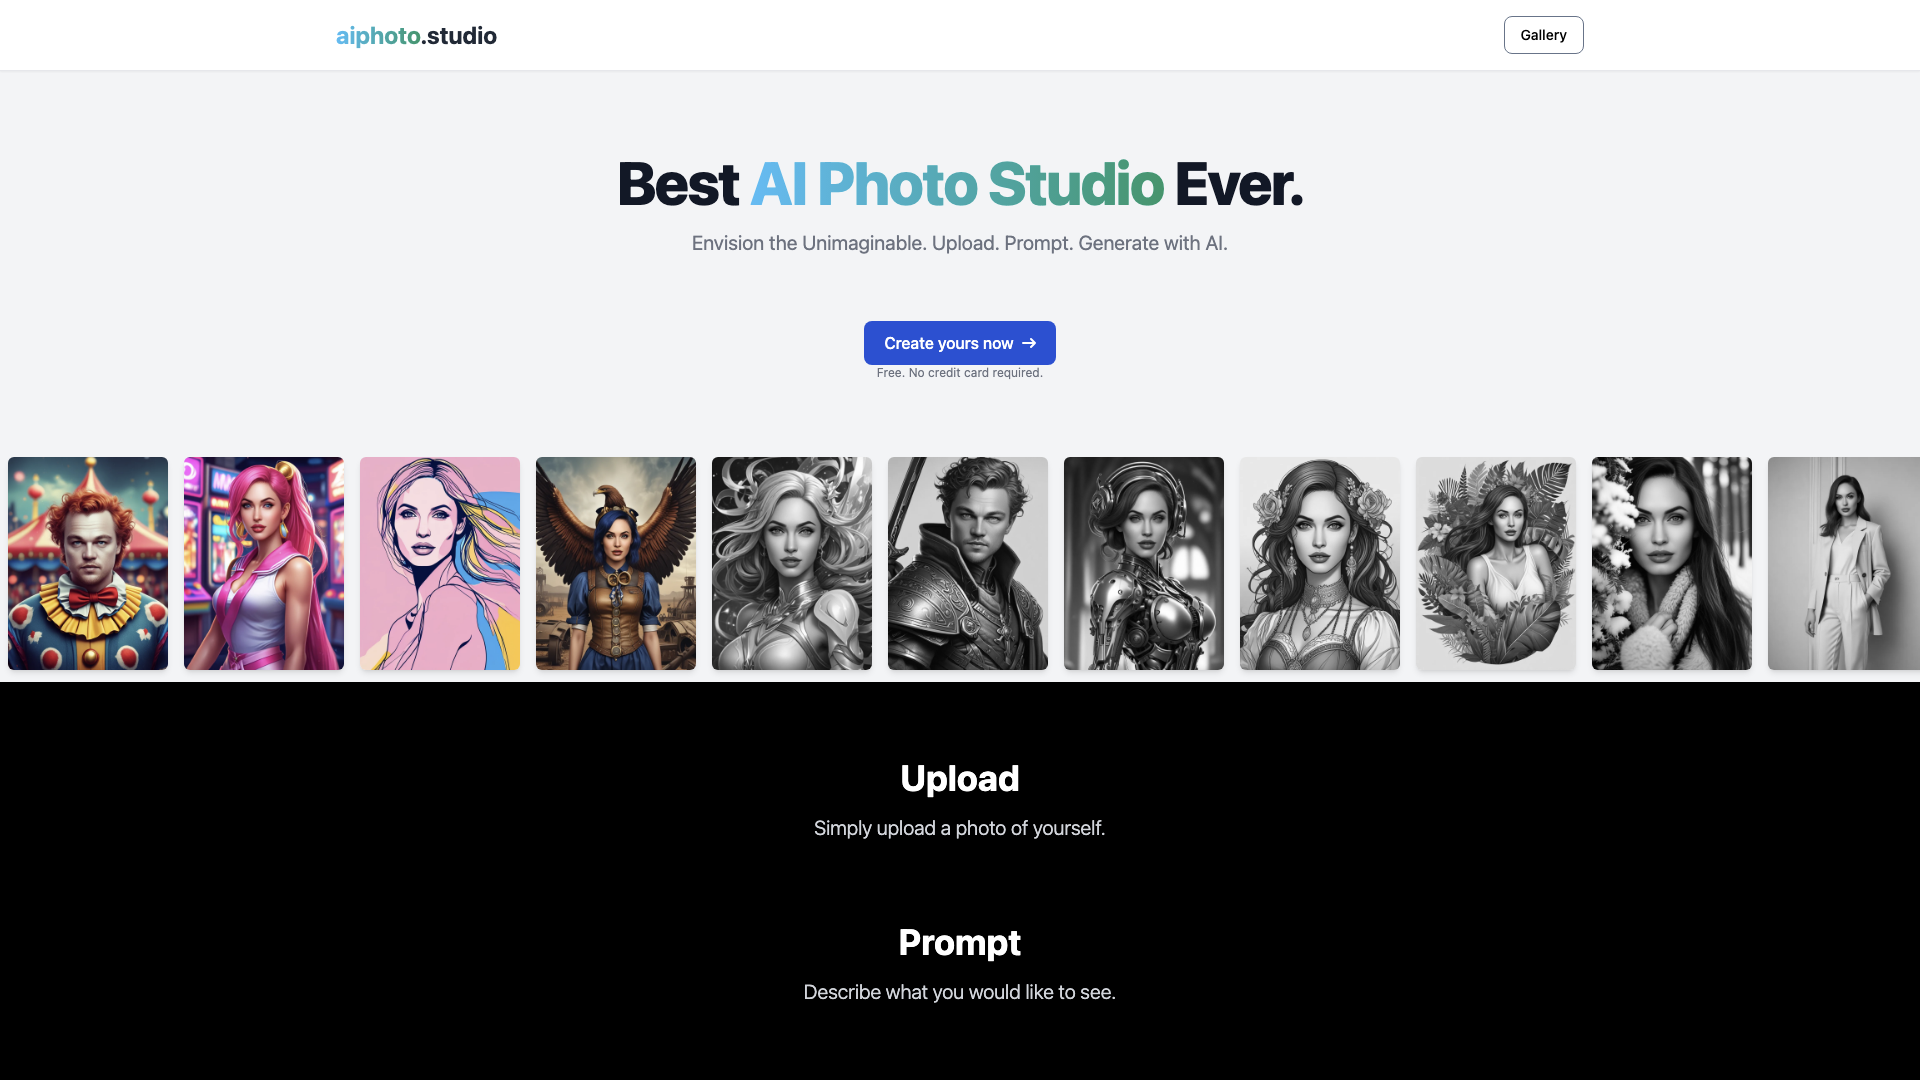 aiphoto.studio
Gallery
Best AI Photo Studio Ever.
Envision the Unimaginable. Upload. Prompt. Generate with AI.
Create yours now →
Free. No credit card required.
Upload
Simply upload a photo of yourself.
Prompt
Describe what you would like to see.